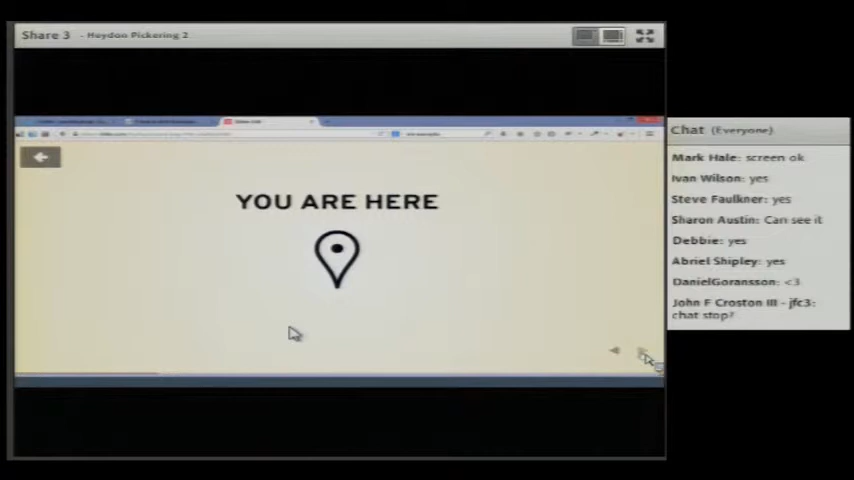 Share 3 - Heydon Pickering 2
YOU ARE HERE
Chat (Everyone)
Mark Hale: screen ok
Ivan Wilson: yes
Steve Faulkner: yes
Sharon Austin: Can see it
Debbie: yes
Abriel Shipley: yes
DanielGoransson: <3
John F Croston III - jfc3:
chat stop?